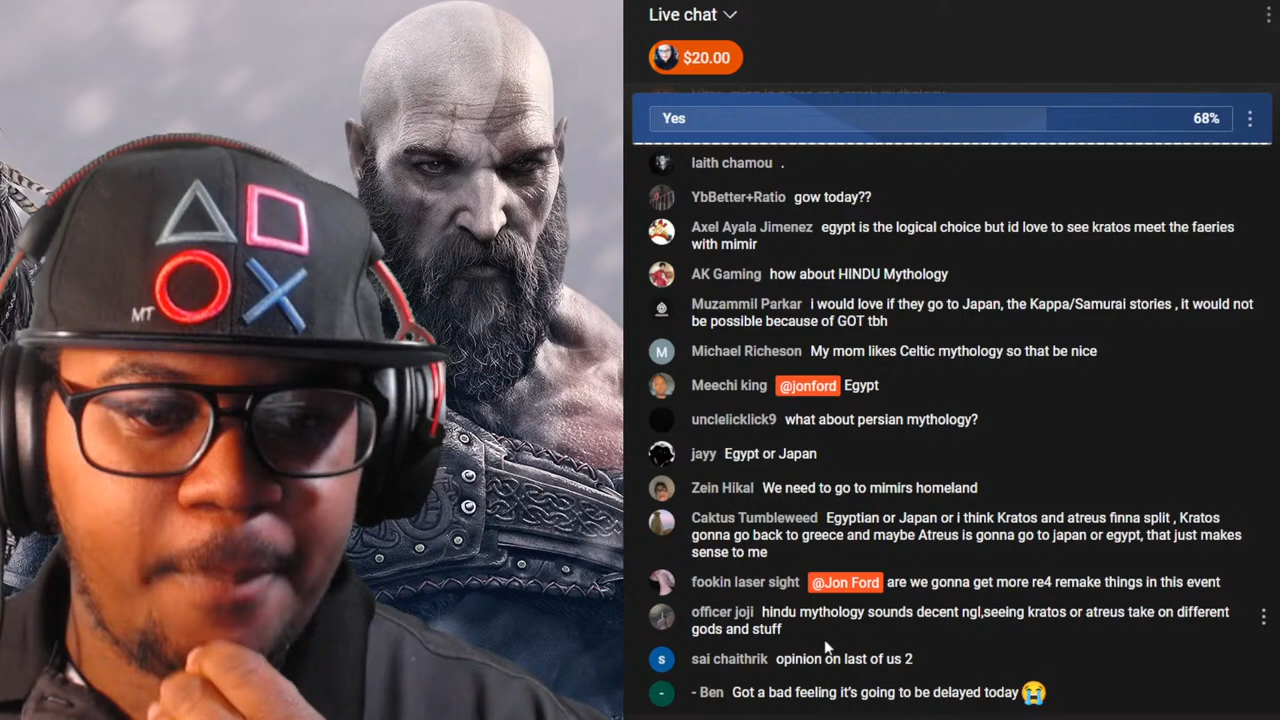 MT
Live chat
$20.00
Yes 68%
laith chamou .
YbBetter+Ratio gow today??
Axel Ayala Jimenez egypt is the logical choice but id love to see kratos meet the faeries
with mimir
AK Gaming how about HINDU Mythology
Muzammil Parkar i would love if they go to Japan, the Kappa/Samurai stories , it would not
be possible because of GOT tbh
M Michael Richeson My mom likes Celtic mythology so that be nice
Meechi king @jonford Egypt
unclelicklick9 what about persian mythology?
jayy Egypt or Japan
Zein Hikal We need to go to mimirs homeland
Caktus Tumbleweed Egyptian or Japan or i think Kratos and atreus finna split , Kratos
gonna go back to greece and maybe Atreus is gonna go to japan or egypt, that just makes
sense to me
fookin laser sight @Jon Ford are we gonna get more re4 remake things in this event
officer joji hindu mythology sounds decent ngl,seeing kratos or atreus take on different
gods and stuff
s sai chaithrik opinion on last of us 2
- - Ben Got a bad feeling it's going to be delayed today 😭